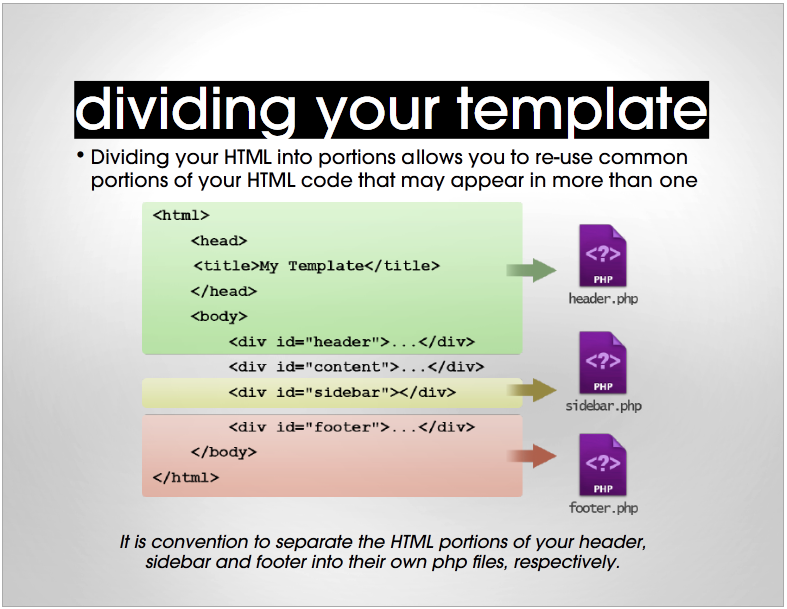 dividing your template
• Dividing your HTML into portions allows you to re-use common
portions of your HTML code that may appear in more than one
<html>
<head>
<title>My Template</title>
</head>
<body>
<div id="header">...</div>
<div id="content">...</div>
<div id="sidebar"></div>
<div id="footer">...</div>
</body>
</html>
<?>
PHP
header.php
<?>
PHP
sidebar.php
<?>
PHP
footer.php
It is convention to separate the HTML portions of your header,
sidebar and footer into their own php files, respectively.